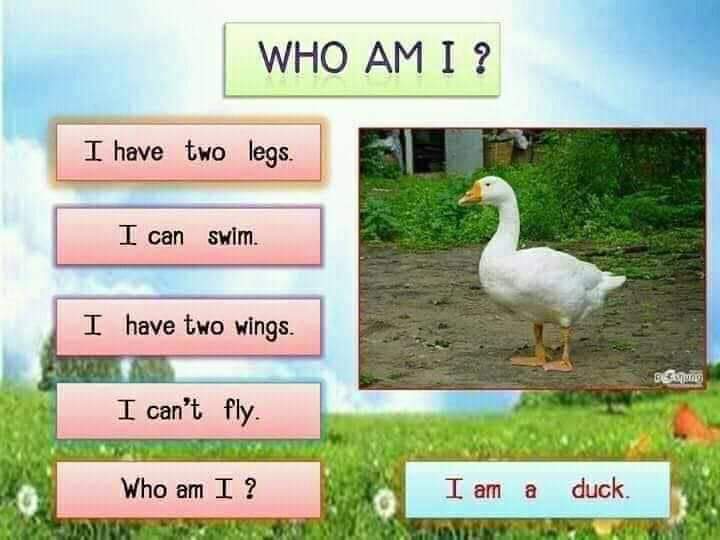 WHO AM I ?
I have two legs.
I can swim.
I have two wings.
I can't fly.
Who am I ?
I am a duck.